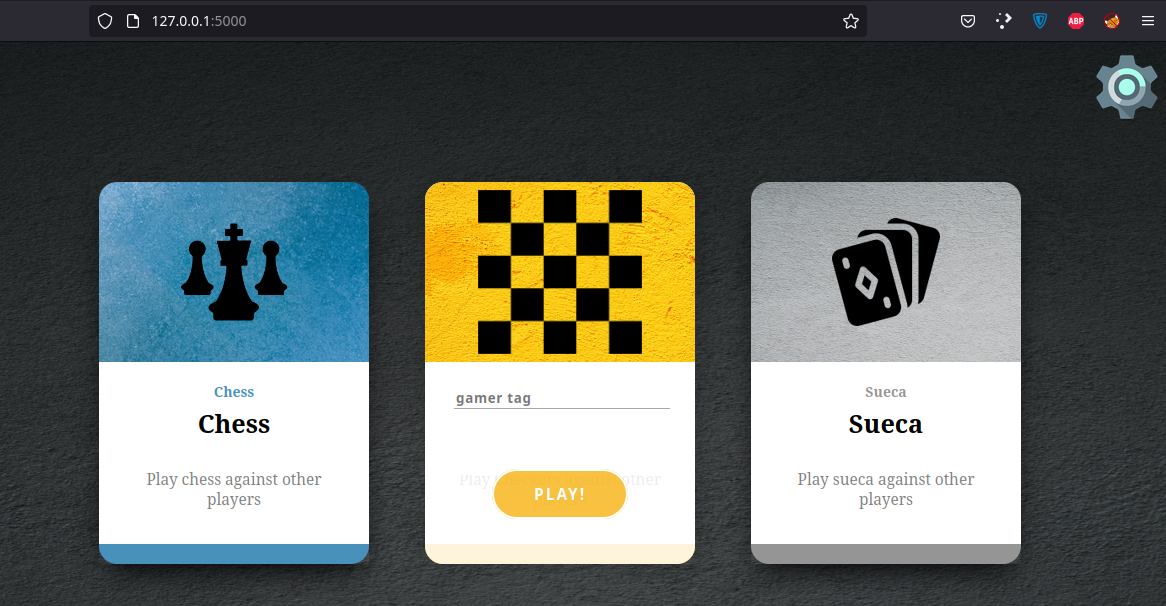 127.0.0.1:5000
ABP
Chess
Chess
Play chess against other
players
gamer tag
Play
other
PLAY!
Sueca
Sueca
Play sueca against other
players